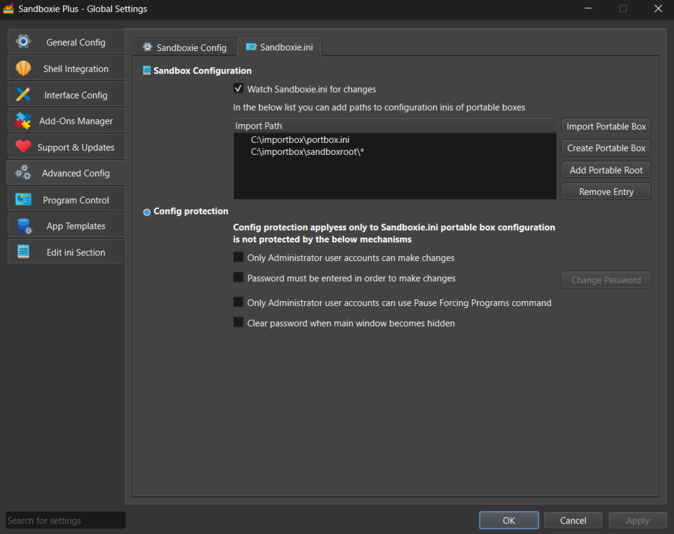 Sandboxie Plus - Global Settings
General Config
Shell Integration
Interface Config
Add-Ons Manager
Support & Updates
Advanced Config
Program Control
App Templates
Edit ini Section
Sandboxie Config
Sandboxie.ini
Sandbox Configuration
Watch Sandboxie.ini for changes
In the below list you can add paths to configuration inis of portable boxes
Import Path
C:\importbox\portbox.ini
C:\importbox\sandboxroot\*
Import Portable Box
Create Portable Box
Add Portable Root
Remove Entry
Config protection
Config protection applyess only to Sandboxie.ini portable box configuration
is not protected by the below mechanisms
Only Administrator user accounts can make changes
Password must be entered in order to make changes
Change Password
Only Administrator user accounts can use Pause Forcing Programs command
Clear password when main window becomes hidden
Search for settings
OK
Cancel
Apply